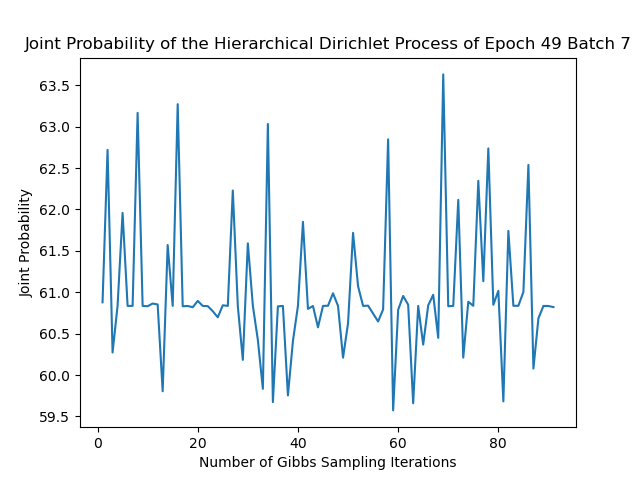 Joint Probability of the Hierarchical Dirichlet Process of Epoch 49 Batch 7
63.5
63.0
62.5
62.0
61.5
61.0
60.5
60.0
59.5
Joint Probability
0 20 40 60 80
Number of Gibbs Sampling Iterations